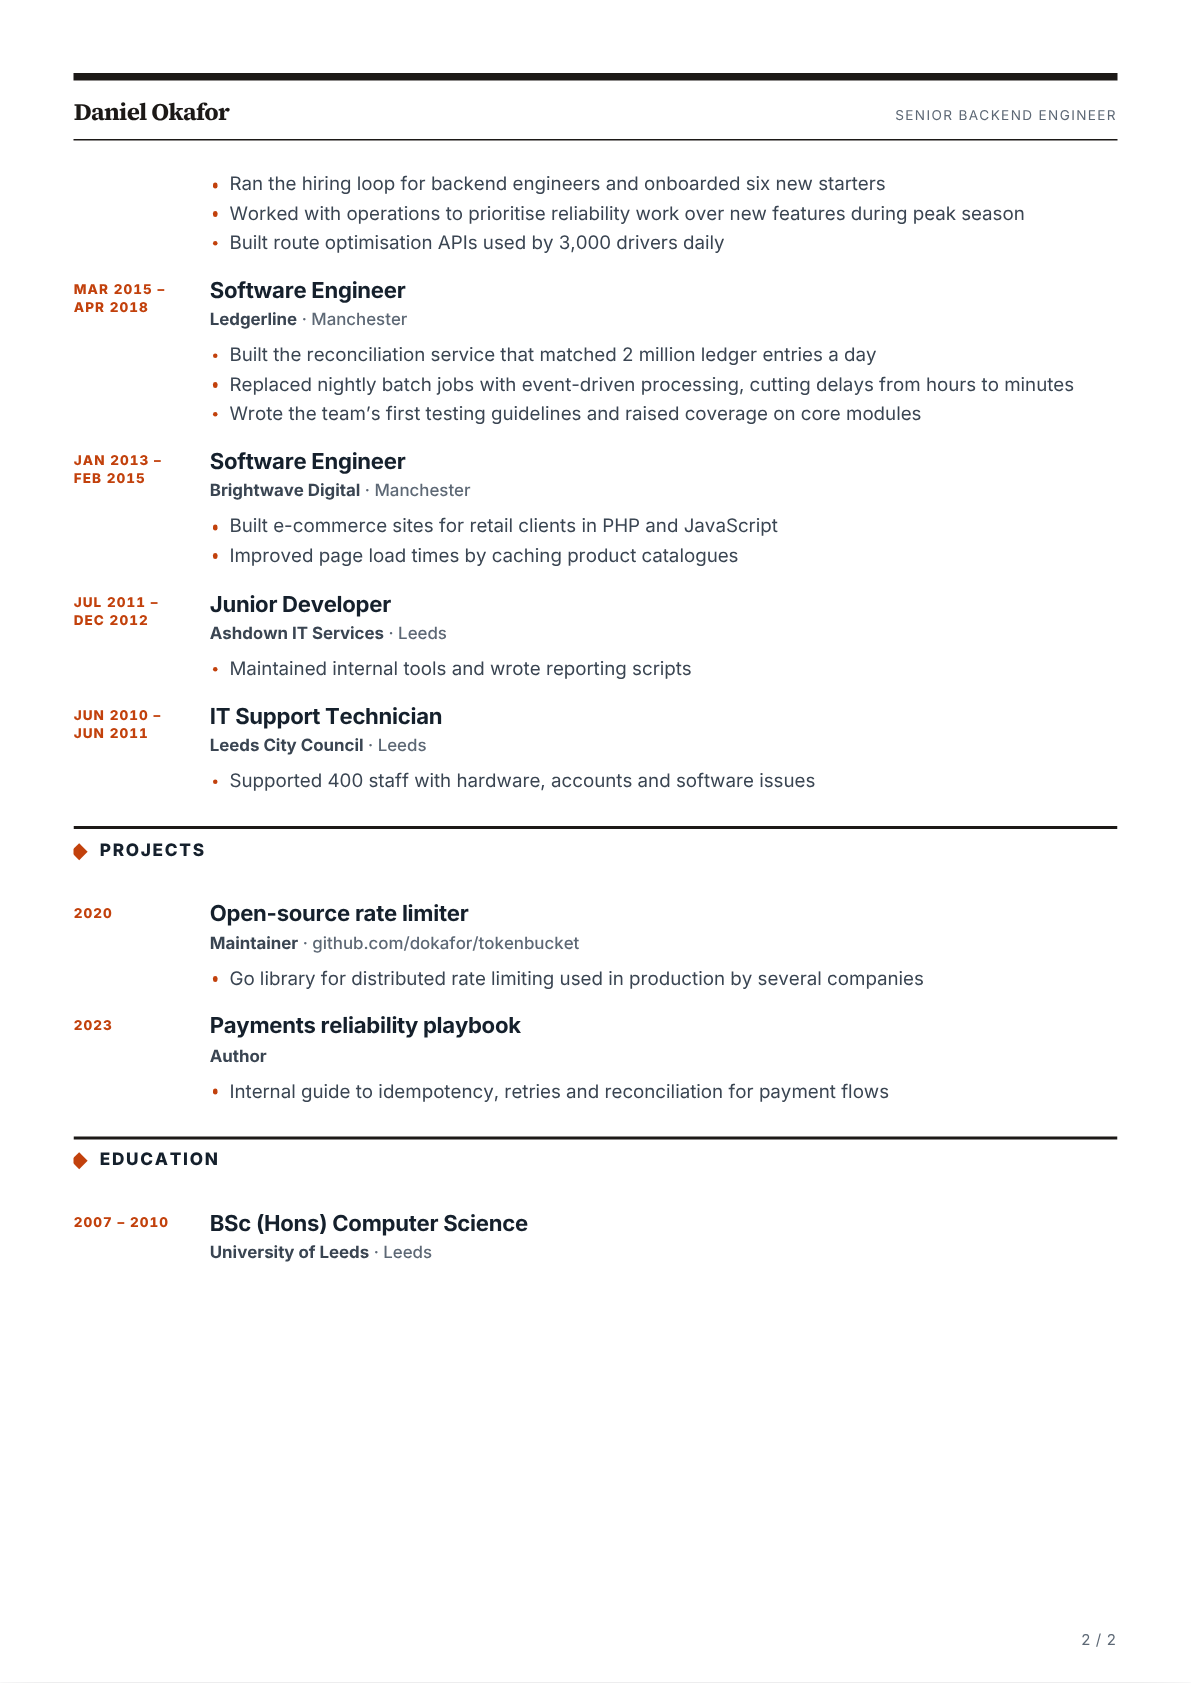 Daniel Okafor
SENIOR BACKEND ENGINEER
• Ran the hiring loop for backend engineers and onboarded six new starters
• Worked with operations to prioritise reliability work over new features during peak season
• Built route optimisation APIs used by 3,000 drivers daily
MAR 2015 –
APR 2018
Software Engineer
Ledgerline · Manchester
• Built the reconciliation service that matched 2 million ledger entries a day
• Replaced nightly batch jobs with event-driven processing, cutting delays from hours to minutes
• Wrote the team’s first testing guidelines and raised coverage on core modules
JAN 2013 –
FEB 2015
Software Engineer
Brightwave Digital · Manchester
• Built e-commerce sites for retail clients in PHP and JavaScript
• Improved page load times by caching product catalogues
JUL 2011 –
DEC 2012
Junior Developer
Ashdown IT Services · Leeds
• Maintained internal tools and wrote reporting scripts
JUN 2010 –
JUN 2011
IT Support Technician
Leeds City Council · Leeds
• Supported 400 staff with hardware, accounts and software issues
PROJECTS
2020
Open-source rate limiter
Maintainer · github.com/dokafor/tokenbucket
• Go library for distributed rate limiting used in production by several companies
2023
Payments reliability playbook
Author
• Internal guide to idempotency, retries and reconciliation for payment flows
EDUCATION
2007 – 2010
BSc (Hons) Computer Science
University of Leeds · Leeds
2 / 2